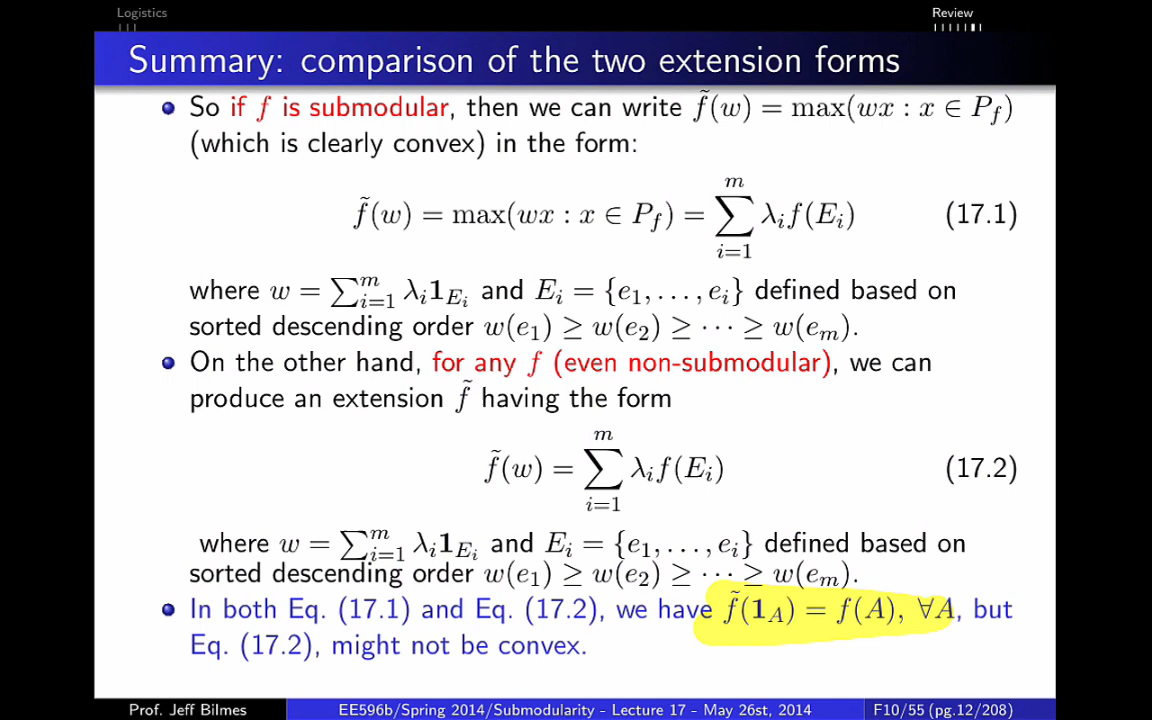 Logistics Review
Summary: comparison of the two extension forms
So if f is submodular, then we can write f̃(w) = max(wx : x ∈ P_f)
(which is clearly convex) in the form:
f̃(w) = max(wx : x ∈ P_f) = ∑_{i=1}^{m} λ_i f(E_i) (17.1)
where w = ∑_{i=1}^{m} λ_i 1_{E_i} and E_i = {e_1, . . . , e_i} defined based on
sorted descending order w(e_1) ≥ w(e_2) ≥ · · · ≥ w(e_m).
On the other hand, for any f (even non-submodular), we can
produce an extension f̃ having the form
f̃(w) = ∑_{i=1}^{m} λ_i f(E_i) (17.2)
where w = ∑_{i=1}^{m} λ_i 1_{E_i} and E_i = {e_1, . . . , e_i} defined based on
sorted descending order w(e_1) ≥ w(e_2) ≥ · · · ≥ w(e_m).
In both Eq. (17.1) and Eq. (17.2), we have f̃(1_A) = f(A), ∀A, but
Eq. (17.2), might not be convex.
Prof. Jeff Bilmes EE596b/Spring 2014/Submodularity - Lecture 17 - May 26st, 2014 F10/55 (pg.12/208)